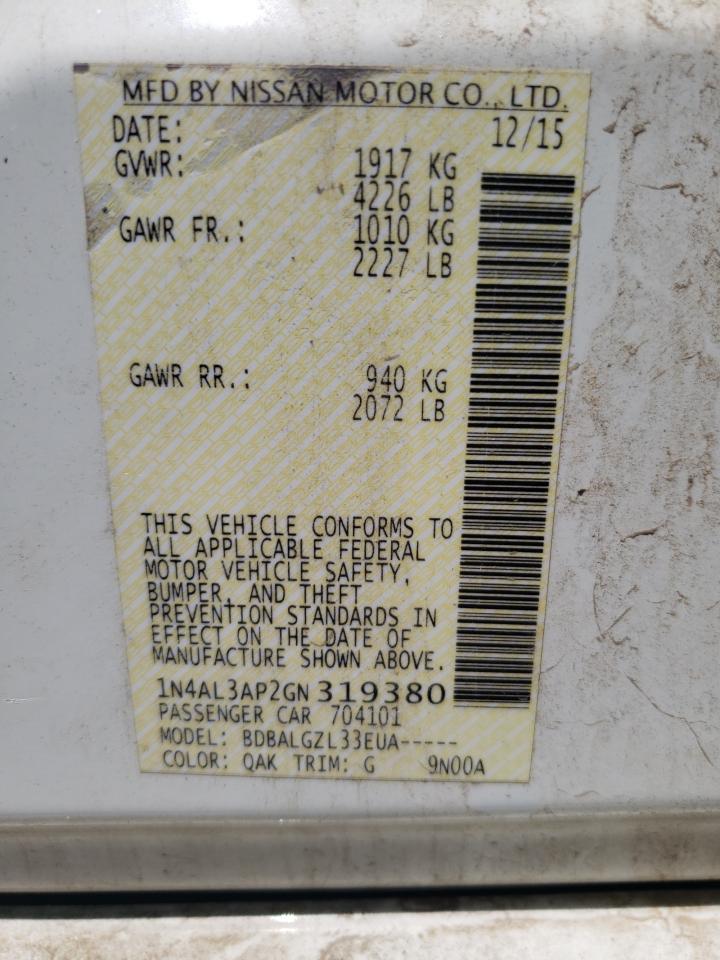 MFD BY NISSAN MOTOR CO., LTD.
DATE: 12/15
GVWR: 1917 KG
4226 LB
GAWR FR.: 1010 KG
2227 LB
GAWR RR.: 940 KG
2072 LB
THIS VEHICLE CONFORMS TO
ALL APPLICABLE FEDERAL
MOTOR VEHICLE SAFETY,
BUMPER, AND THEFT
PREVENTION STANDARDS IN
EFFECT ON THE DATE OF
MANUFACTURE SHOWN ABOVE.
1N4AL3AP2GN319380
PASSENGER CAR 704101
MODEL: BDBALGZL33EUA-----
COLOR: QAK TRIM: G 9N00A